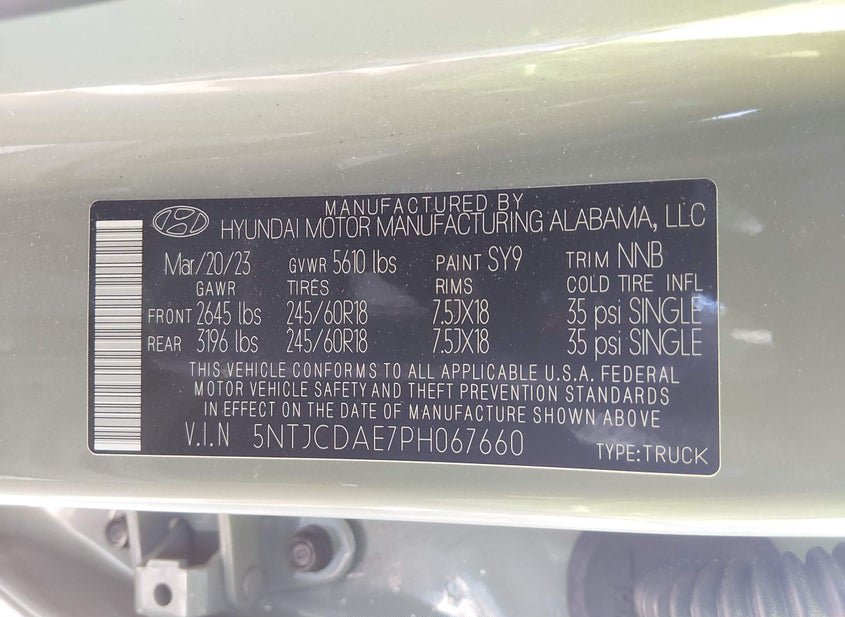 MANUFACTURED BY
HYUNDAI MOTOR MANUFACTURING ALABAMA, LLC
Mar/20/23 GVWR 5610 lbs PAINT SY9 TRIM NNB
GAWR TIRES RIMS COLD TIRE INFL
FRONT 2645 lbs 245/60R18 7.5JX18 35 psi SINGLE
REAR 3196 lbs 245/60R18 7.5JX18 35 psi SINGLE
THIS VEHICLE CONFORMS TO ALL APPLICABLE U.S.A. FEDERAL
MOTOR VEHICLE SAFETY AND THEFT PREVENTION STANDARDS
IN EFFECT ON THE DATE OF MANUFACTURE SHOWN ABOVE
V.I.N 5NTJCDAE7PH067660 TYPE:TRUCK